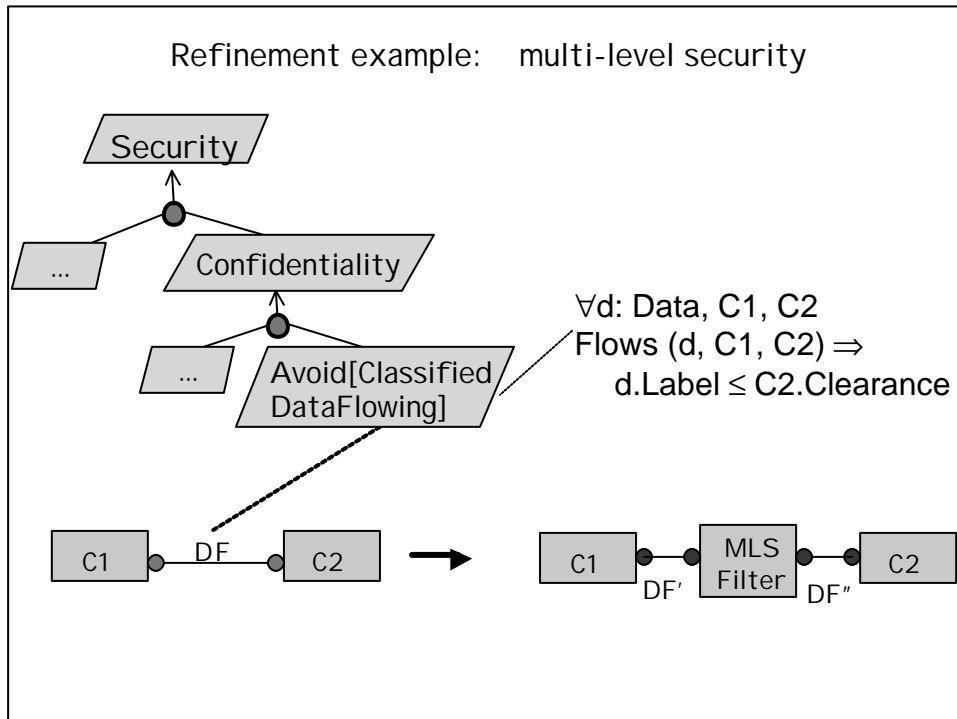 Refinement example: multi-level security
Security
...
Confidentiality
∀d: Data, C1, C2
Flows (d, C1, C2) ⇒
d.Label ≤ C2.Clearance
...
Avoid[Classified
DataFlowing]
C1
DF
C2
C1
DF'
MLS
Filter
DF"
C2